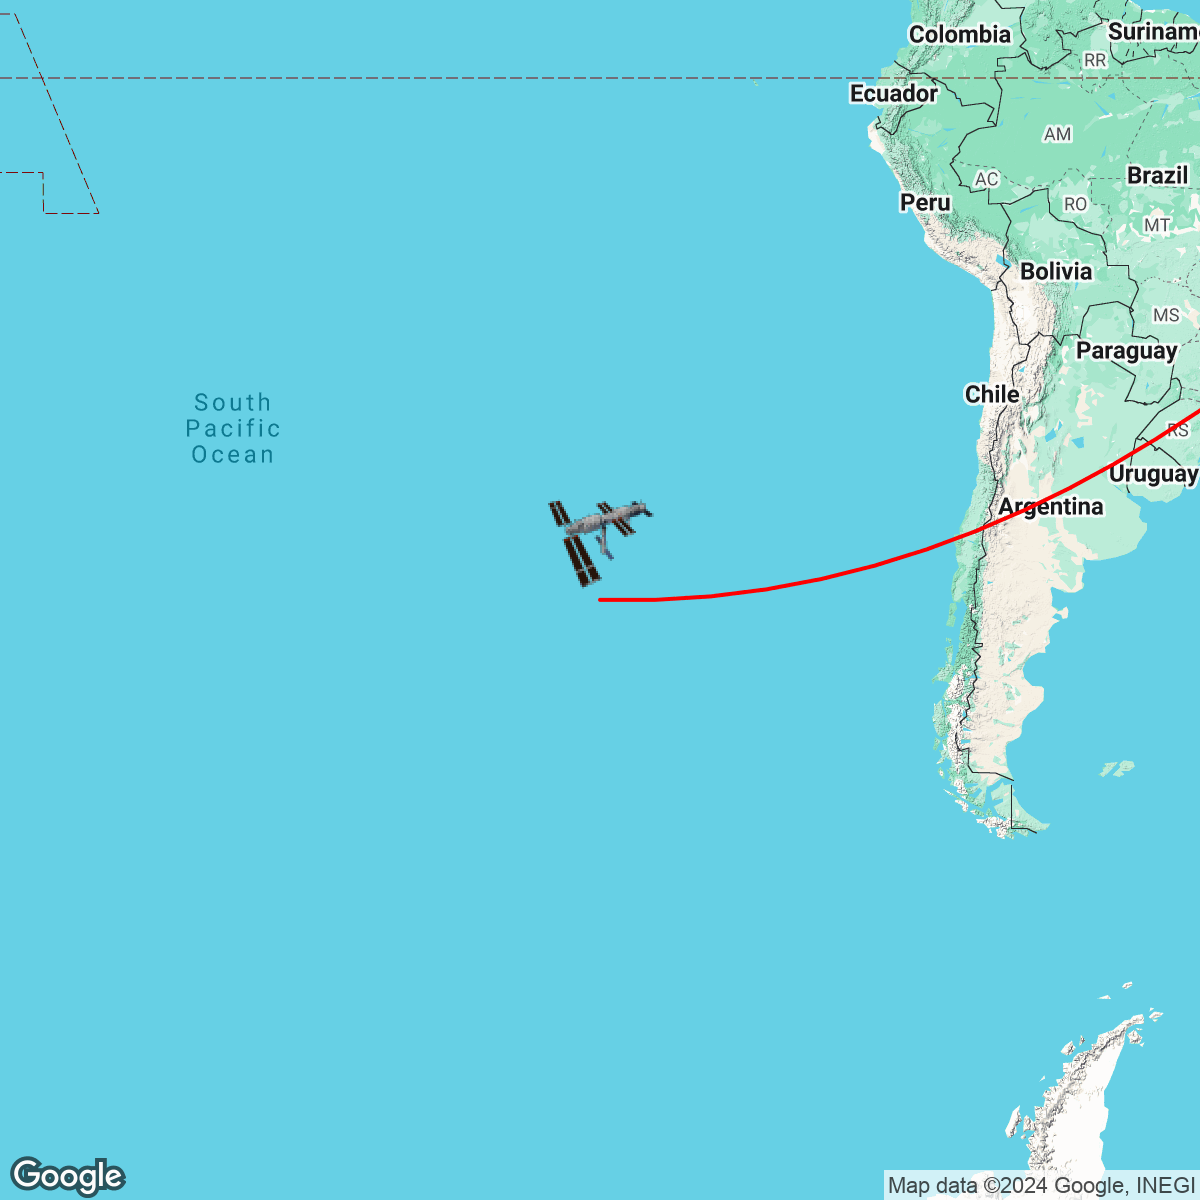 Colombia
Surinam
RR
Ecuador
AM
Brazil
AC
Peru
RO
MT
Bolivia
MS
Paraguay
Chile
South
Pacific
Ocean
RS
Uruguay
Argentina
Google
Map data ©2024 Google, INEGI